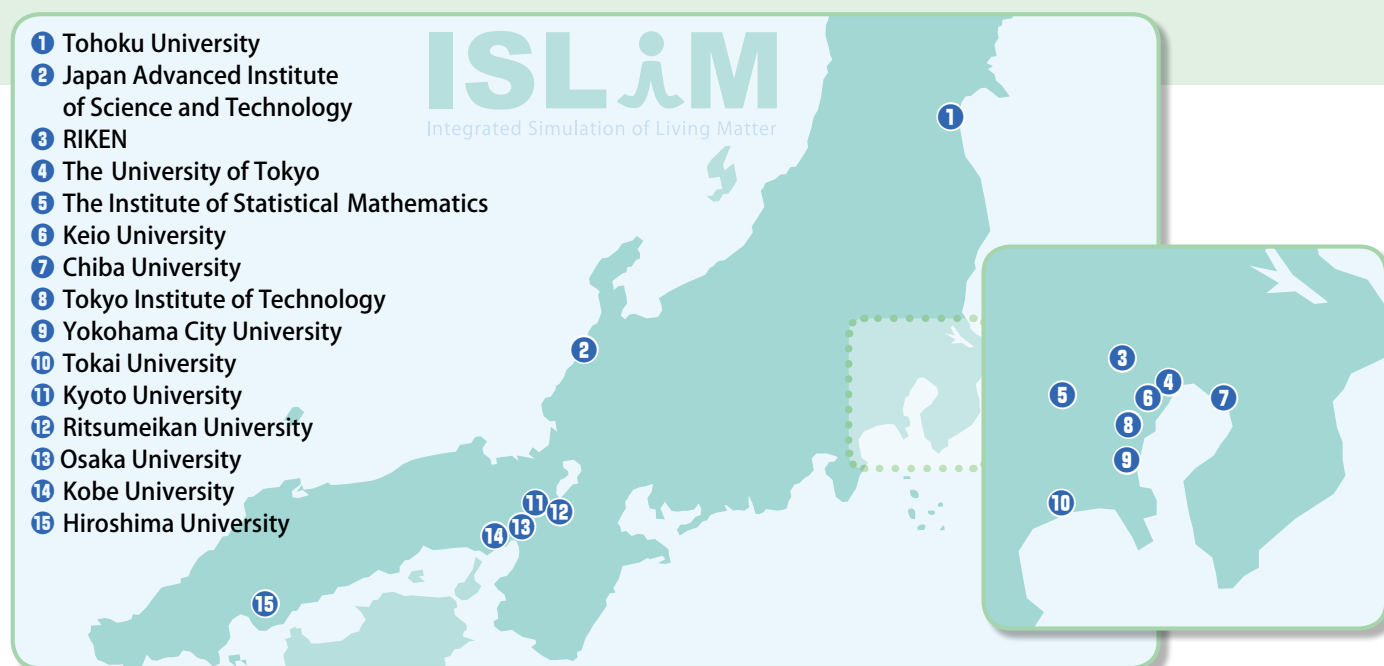 1 Tohoku University
2 Japan Advanced Institute
of Science and Technology
3 RIKEN
4 The University of Tokyo
5 The Institute of Statistical Mathematics
6 Keio University
7 Chiba University
8 Tokyo Institute of Technology
9 Yokohama City University
10 Tokai University
11 Kyoto University
12 Ritsumeikan University
13 Osaka University
14 Kobe University
15 Hiroshima University
ISLiM
Integrated Simulation of Living Matter
1
2
11
12
13
14
15
3
4
5
6
7
8
9
10